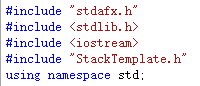 #include "stdafx.h"
#include <stdlib.h>
#include <iostream>
#include "StackTemplate.h"
using namespace std;